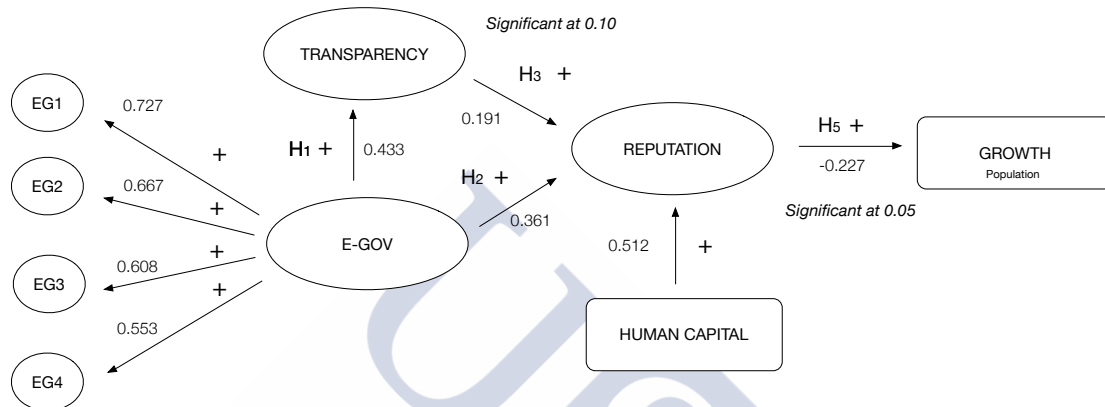 Significant at 0.10
TRANSPARENCY
H3 +
EG1
0.727
0.191
H5 +
+
H1 +
0.433
REPUTATION
GROWTH
-0.227
Population
EG2
0.667
H2 +
+
0.361
Significant at 0.05
E-GOV
+
0.512
+
EG3
0.608
+
0.553
HUMAN CAPITAL
EG4